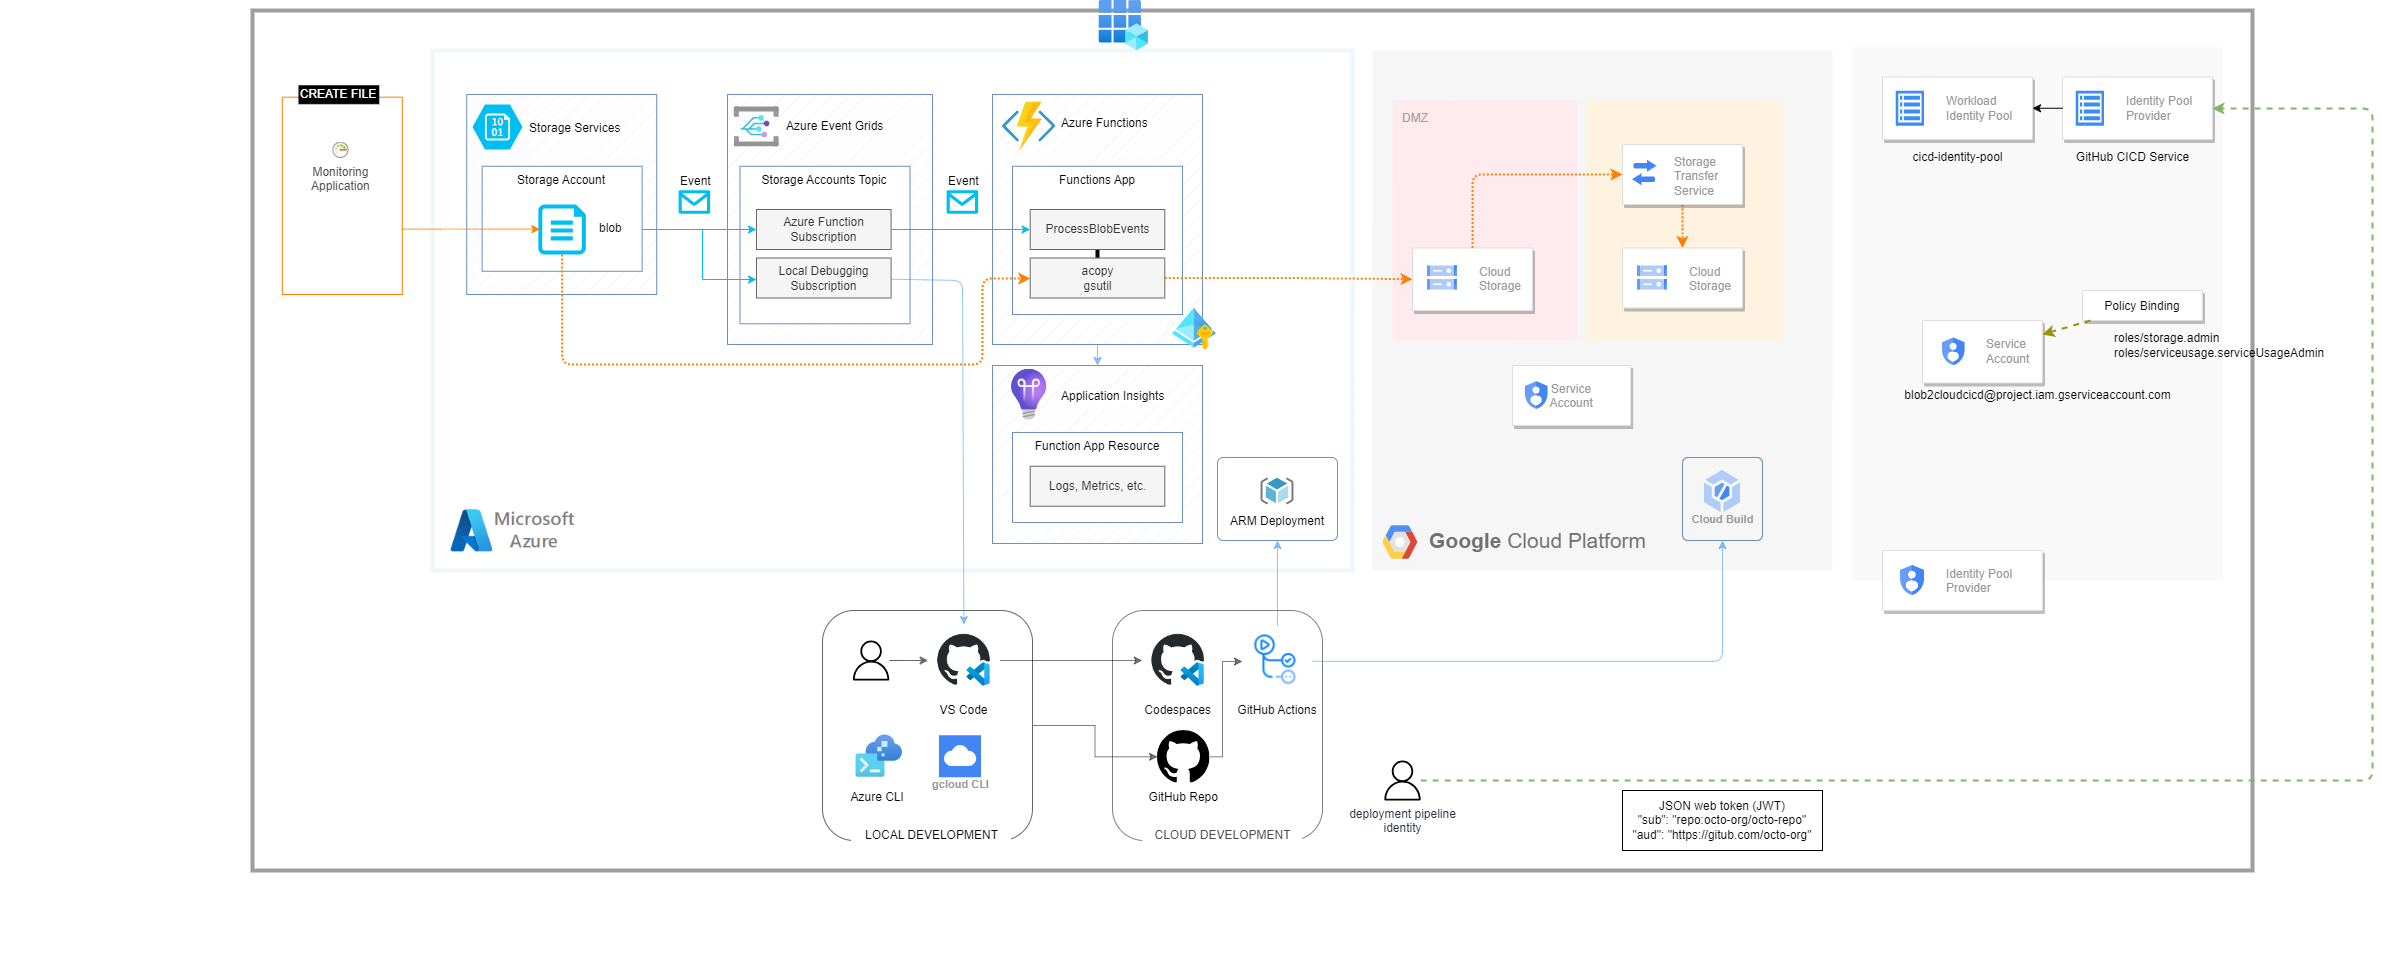 CREATE FILE
Monitoring
Application
Storage Services
Storage Account
blob
Event
Azure Event Grids
Storage Accounts Topic
Azure Function
Subscription
Local Debugging
Subscription
Event
Azure Functions
Functions App
ProcessBlobEvents
acopy
gsutil
Application Insights
Function App Resource
Logs, Metrics, etc.
Microsoft
Azure
ARM Deployment
DMZ
Cloud
Storage
Storage
Transfer
Service
Cloud
Storage
Service
Account
Google Cloud Platform
Cloud Build
Workload
Identity Pool
cicd-identity-pool
Identity Pool
Provider
GitHub CICD Service
Policy Binding
roles/storage.admin
roles/serviceusage.serviceUsageAdmin
Service
Account
blob2cloudcicd@project.iam.gserviceaccount.com
Identity Pool
Provider
VS Code
Azure CLI
gcloud CLI
LOCAL DEVELOPMENT
Codespaces
GitHub Actions
GitHub Repo
CLOUD DEVELOPMENT
deployment pipeline
identity
JSON web token (JWT)
"sub": "repo:octo-org/octo-repo"
"aud": "https://gitub.com/octo-org"
10
01